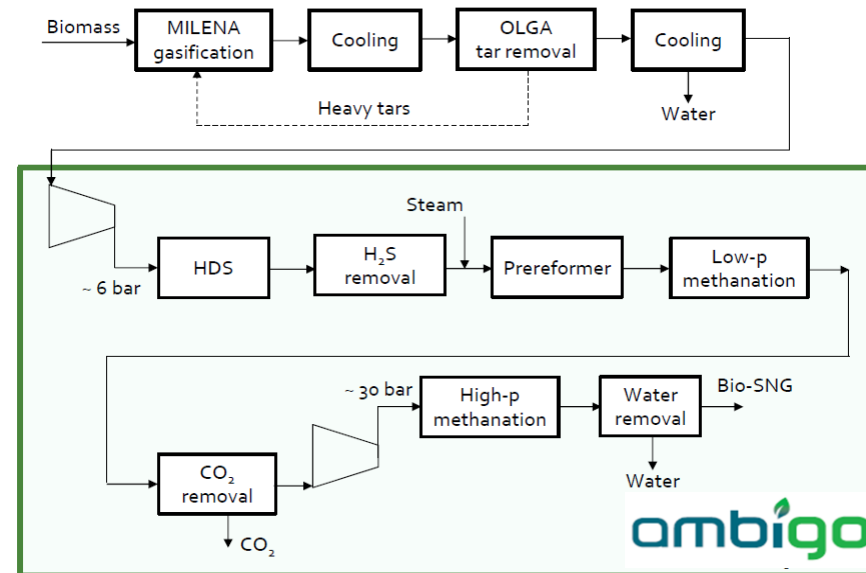 Biomass
MILENA
gasification
Cooling
OLGA
tar removal
Cooling
Heavy tars
Water
Steam
~ 6 bar
HDS
H₂S
removal
Prereformer
Low-p
methanation
~ 30 bar
High-p
methanation
Water
removal
Bio-SNG
CO₂
removal
Water
CO₂
ambigo